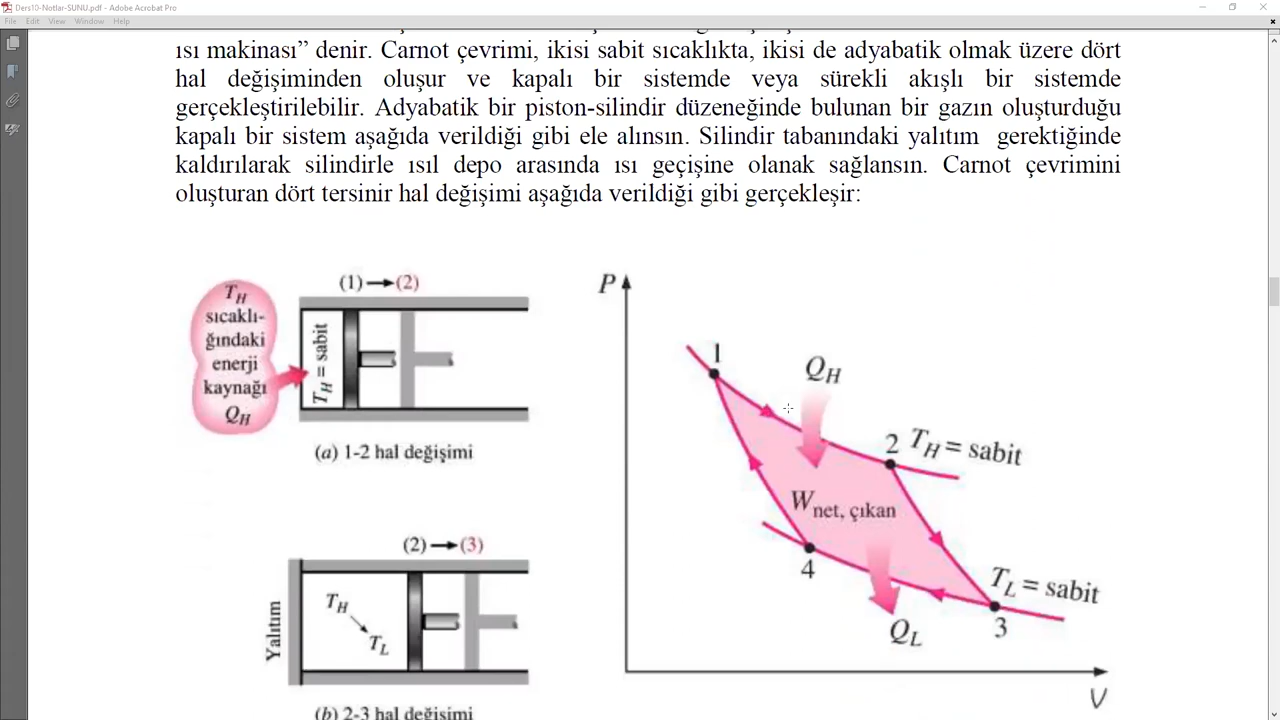 Ders10-Notlar-SUNU.pdf - Adobe Acrobat Pro
File Edit View Window Help
ısı makinası” denir. Carnot çevrimi, ikisi sabit sıcaklıkta, ikisi de adyabatik olmak üzere dört
hal değişiminden oluşur ve kapalı bir sistemde veya sürekli akışlı bir sistemde
gerçekleştirilebilir. Adyabatik bir piston-silindir düzeneğinde bulunan bir gazın oluşturduğu
kapalı bir sistem aşağıda verildiği gibi ele alınsın. Silindir tabanındaki yalıtım gerektiğinde
kaldırılarak silindirle ısıl depo arasında ısı geçişine olanak sağlansın. Carnot çevrimini
oluşturan dört tersinir hal değişimi aşağıda verildiği gibi gerçekleşir:
(1) → (2)
T_H
sıcaklı-
ğındaki
enerji
kaynağı
Q_H
T_H = sabit
(a) 1-2 hal değişimi
(2) → (3)
Yalıtım
T_H
T_L
(b) 2-3 hal değişimi
P
1
Q_H
2 T_H = sabit
W_net, çıkan
4
T_L = sabit
3
Q_L
V